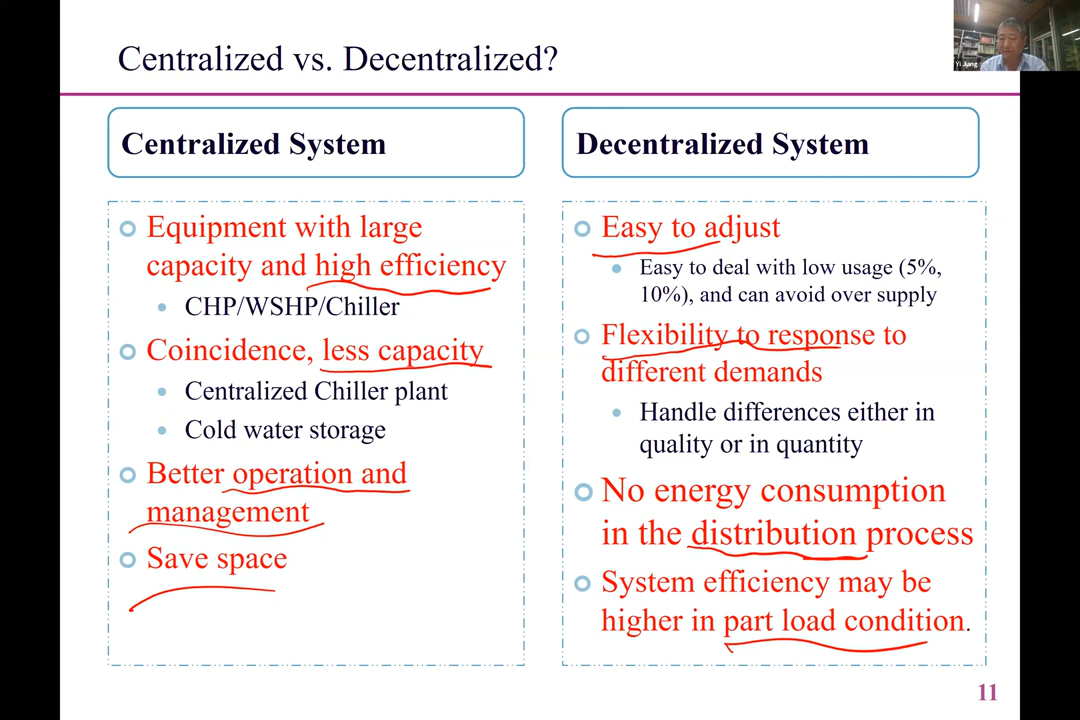 Centralized vs. Decentralized?
Yi Jiang
Centralized System
Equipment with large
capacity and high efficiency
CHP/WSHP/Chiller
Coincidence, less capacity
Centralized Chiller plant
Cold water storage
Better operation and
management
Save space
Decentralized System
Easy to adjust
Easy to deal with low usage (5%,
10%), and can avoid over supply
Flexibility to response to
different demands
Handle differences either in
quality or in quantity
No energy consumption
in the distribution process
System efficiency may be
higher in part load condition.
11